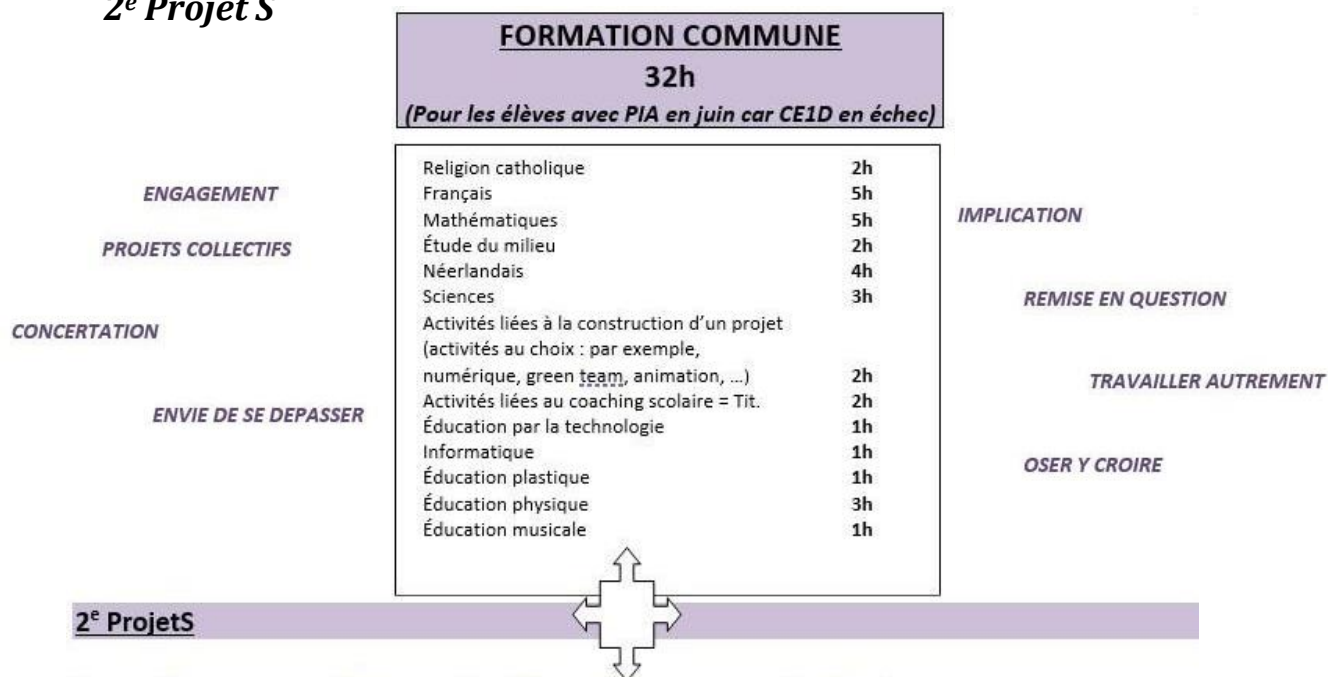 2e Projet S
FORMATION COMMUNE
32h
(Pour les élèves avec PIA en juin car CE1D en échec)
Religion catholique 2h
Français 5h
Mathématiques 5h
Étude du milieu 2h
Néerlandais 4h
Sciences 3h
Activités liées à la construction d'un projet
(activités au choix : par exemple,
numérique, green team, animation, ...) 2h
Activités liées au coaching scolaire = Tit. 2h
Éducation par la technologie 1h
Informatique 1h
Éducation plastique 1h
Éducation physique 3h
Éducation musicale 1h
ENGAGEMENT
PROJETS COLLECTIFS
CONCERTATION
ENVIE DE SE DEPASSER
IMPLICATION
REMISE EN QUESTION
TRAVAILLER AUTREMENT
OSER Y CROIRE
2e ProjetS